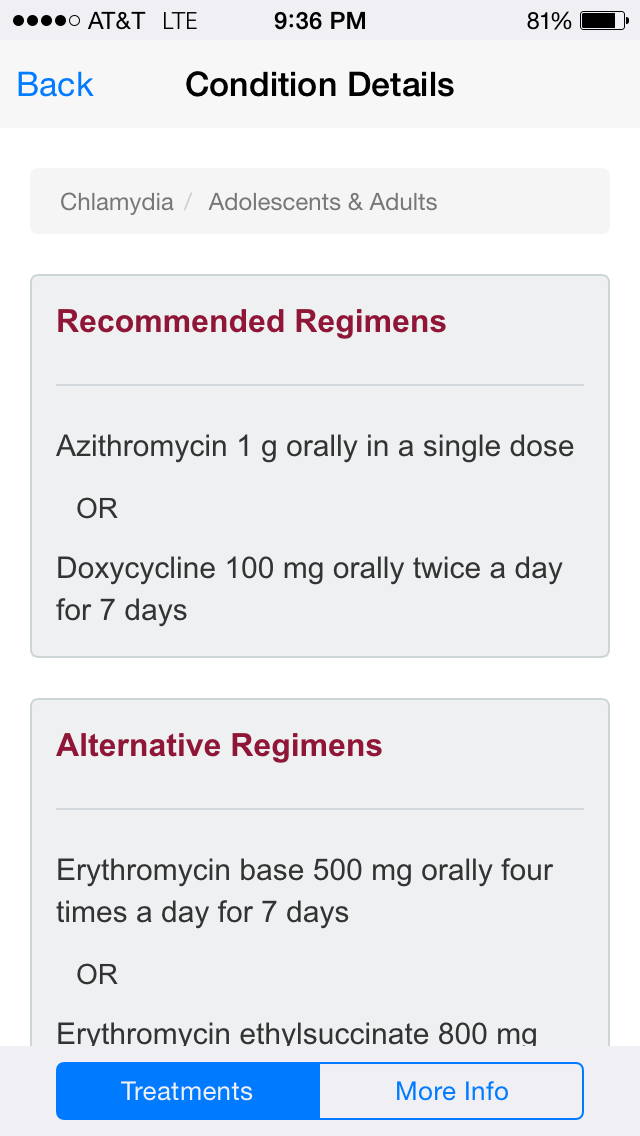 AT&T LTE 9:36 PM 81%
Back Condition Details
Chlamydia / Adolescents & Adults
Recommended Regimens
Azithromycin 1 g orally in a single dose
OR
Doxycycline 100 mg orally twice a day
for 7 days
Alternative Regimens
Erythromycin base 500 mg orally four
times a day for 7 days
OR
Erythromycin ethylsuccinate 800 mg
Treatments More Info